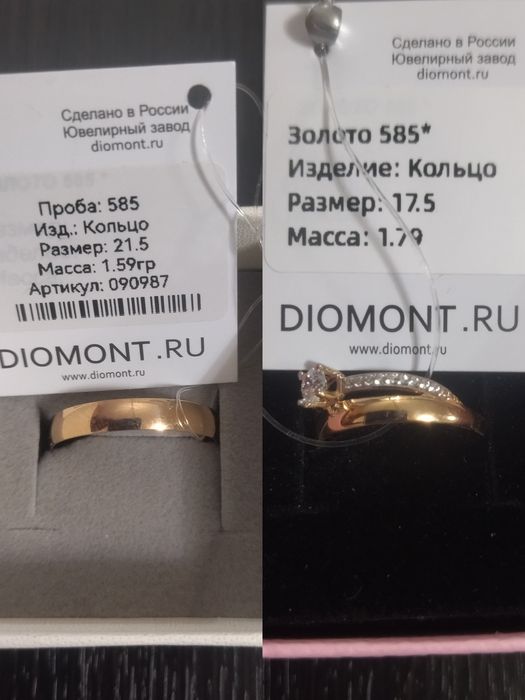 Сделано в России
Ювелирный завод
diomont.ru
Проба: 585
Изд.: Кольцо
Размер: 21.5
Масса: 1.59гр
Артикул: 090987
DIOMONT.RU
www.diomont.ru
Сделано в России
Ювелирный завод
diomont.ru
Золото 585*
Изделие: Кольцо
Размер: 17.5
Масса: 1.79
DIOMONT.RU
www.diomont.ru